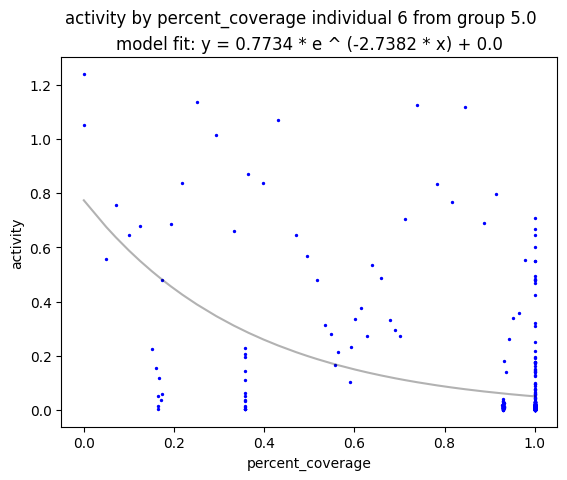 activity by percent_coverage individual 6 from group 5.0
model fit: y = 0.7734 * e ^ (-2.7382 * x) + 0.0
1.2
1.0
0.8
0.6
0.4
0.2
0.0
activity
0.0 0.2 0.4 0.6 0.8 1.0
percent_coverage